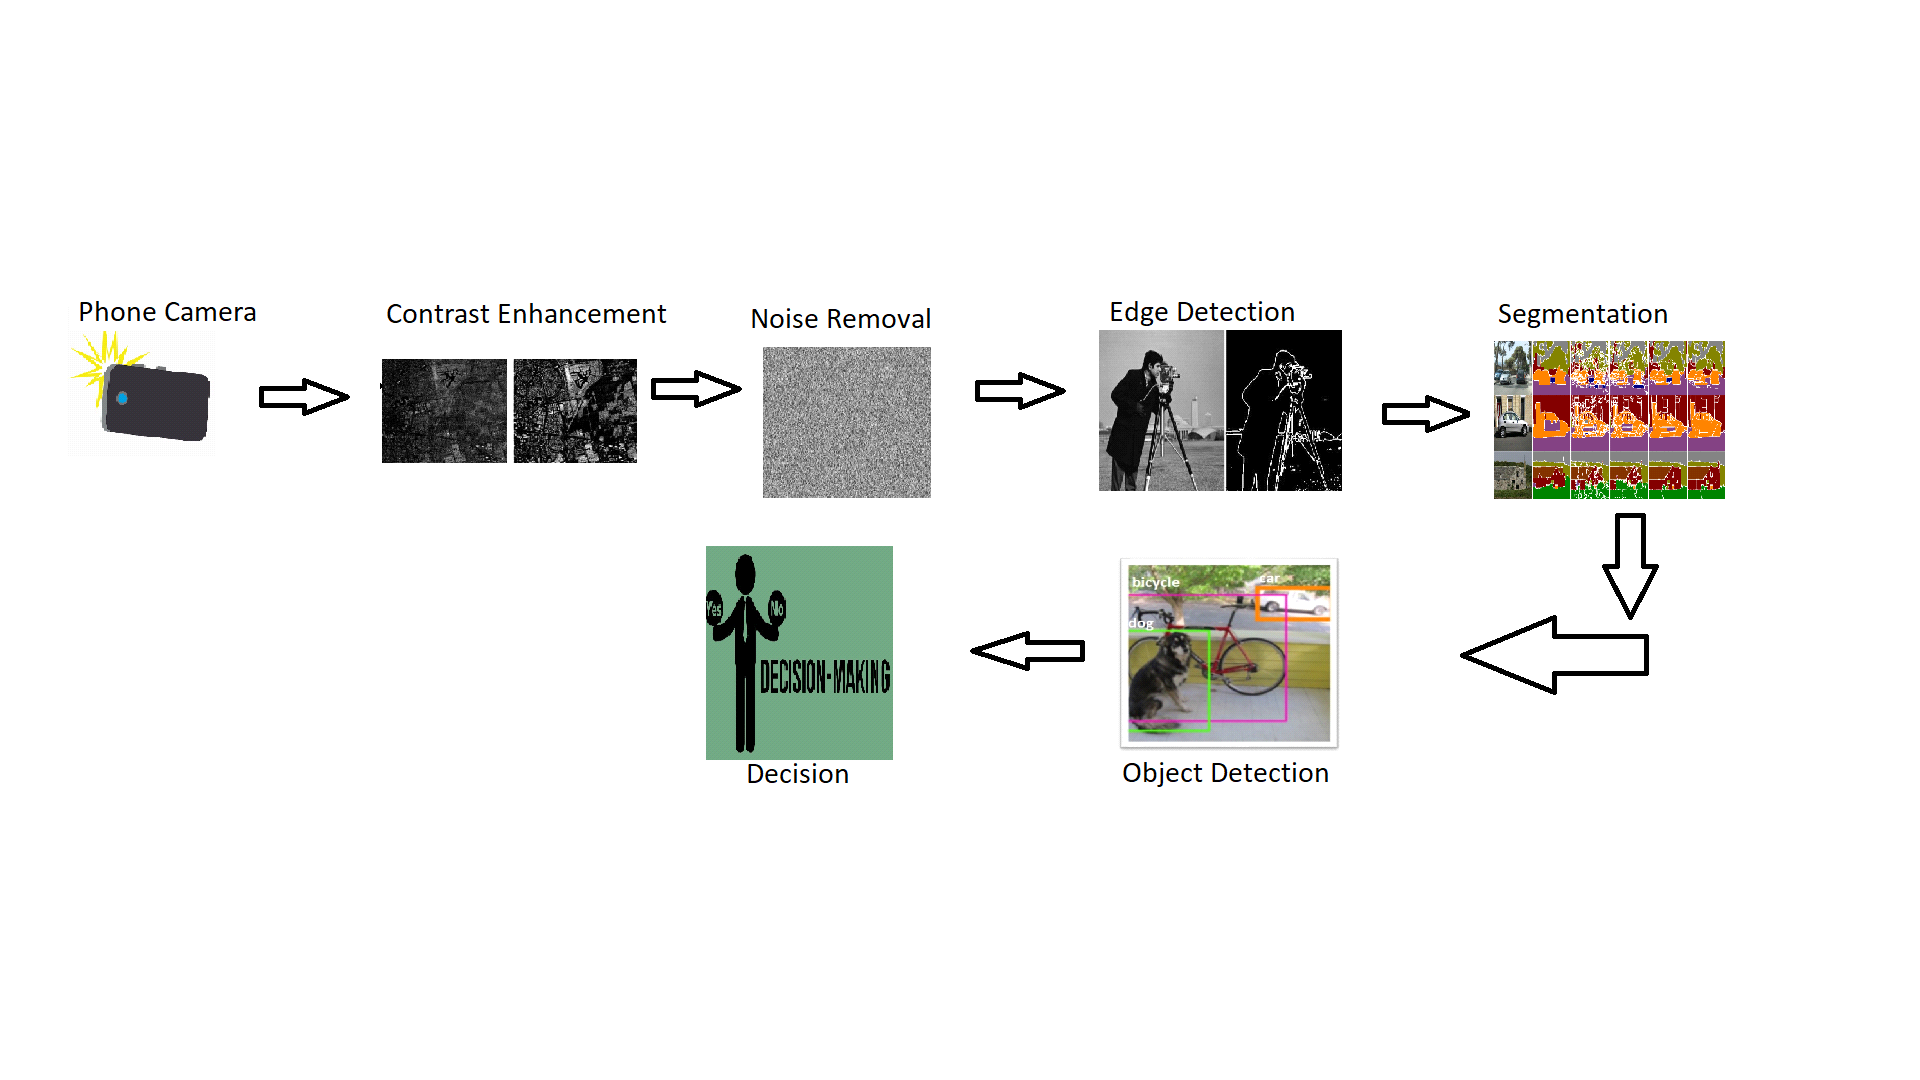 Phone Camera
Contrast Enhancement
Noise Removal
Edge Detection
Segmentation
bicycle
car
dog
Yes
No
DECISION-MAKING
Decision
Object Detection